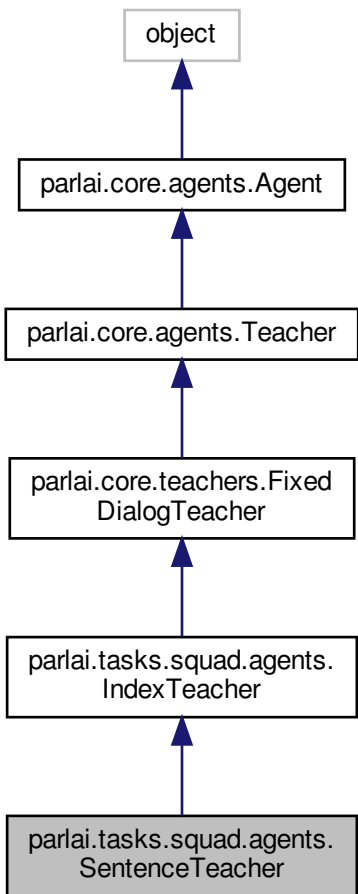 object
parlai.core.agents.Agent
parlai.core.agents.Teacher
parlai.core.teachers.Fixed
DialogTeacher
parlai.tasks.squad.agents.
IndexTeacher
parlai.tasks.squad.agents.
SentenceTeacher